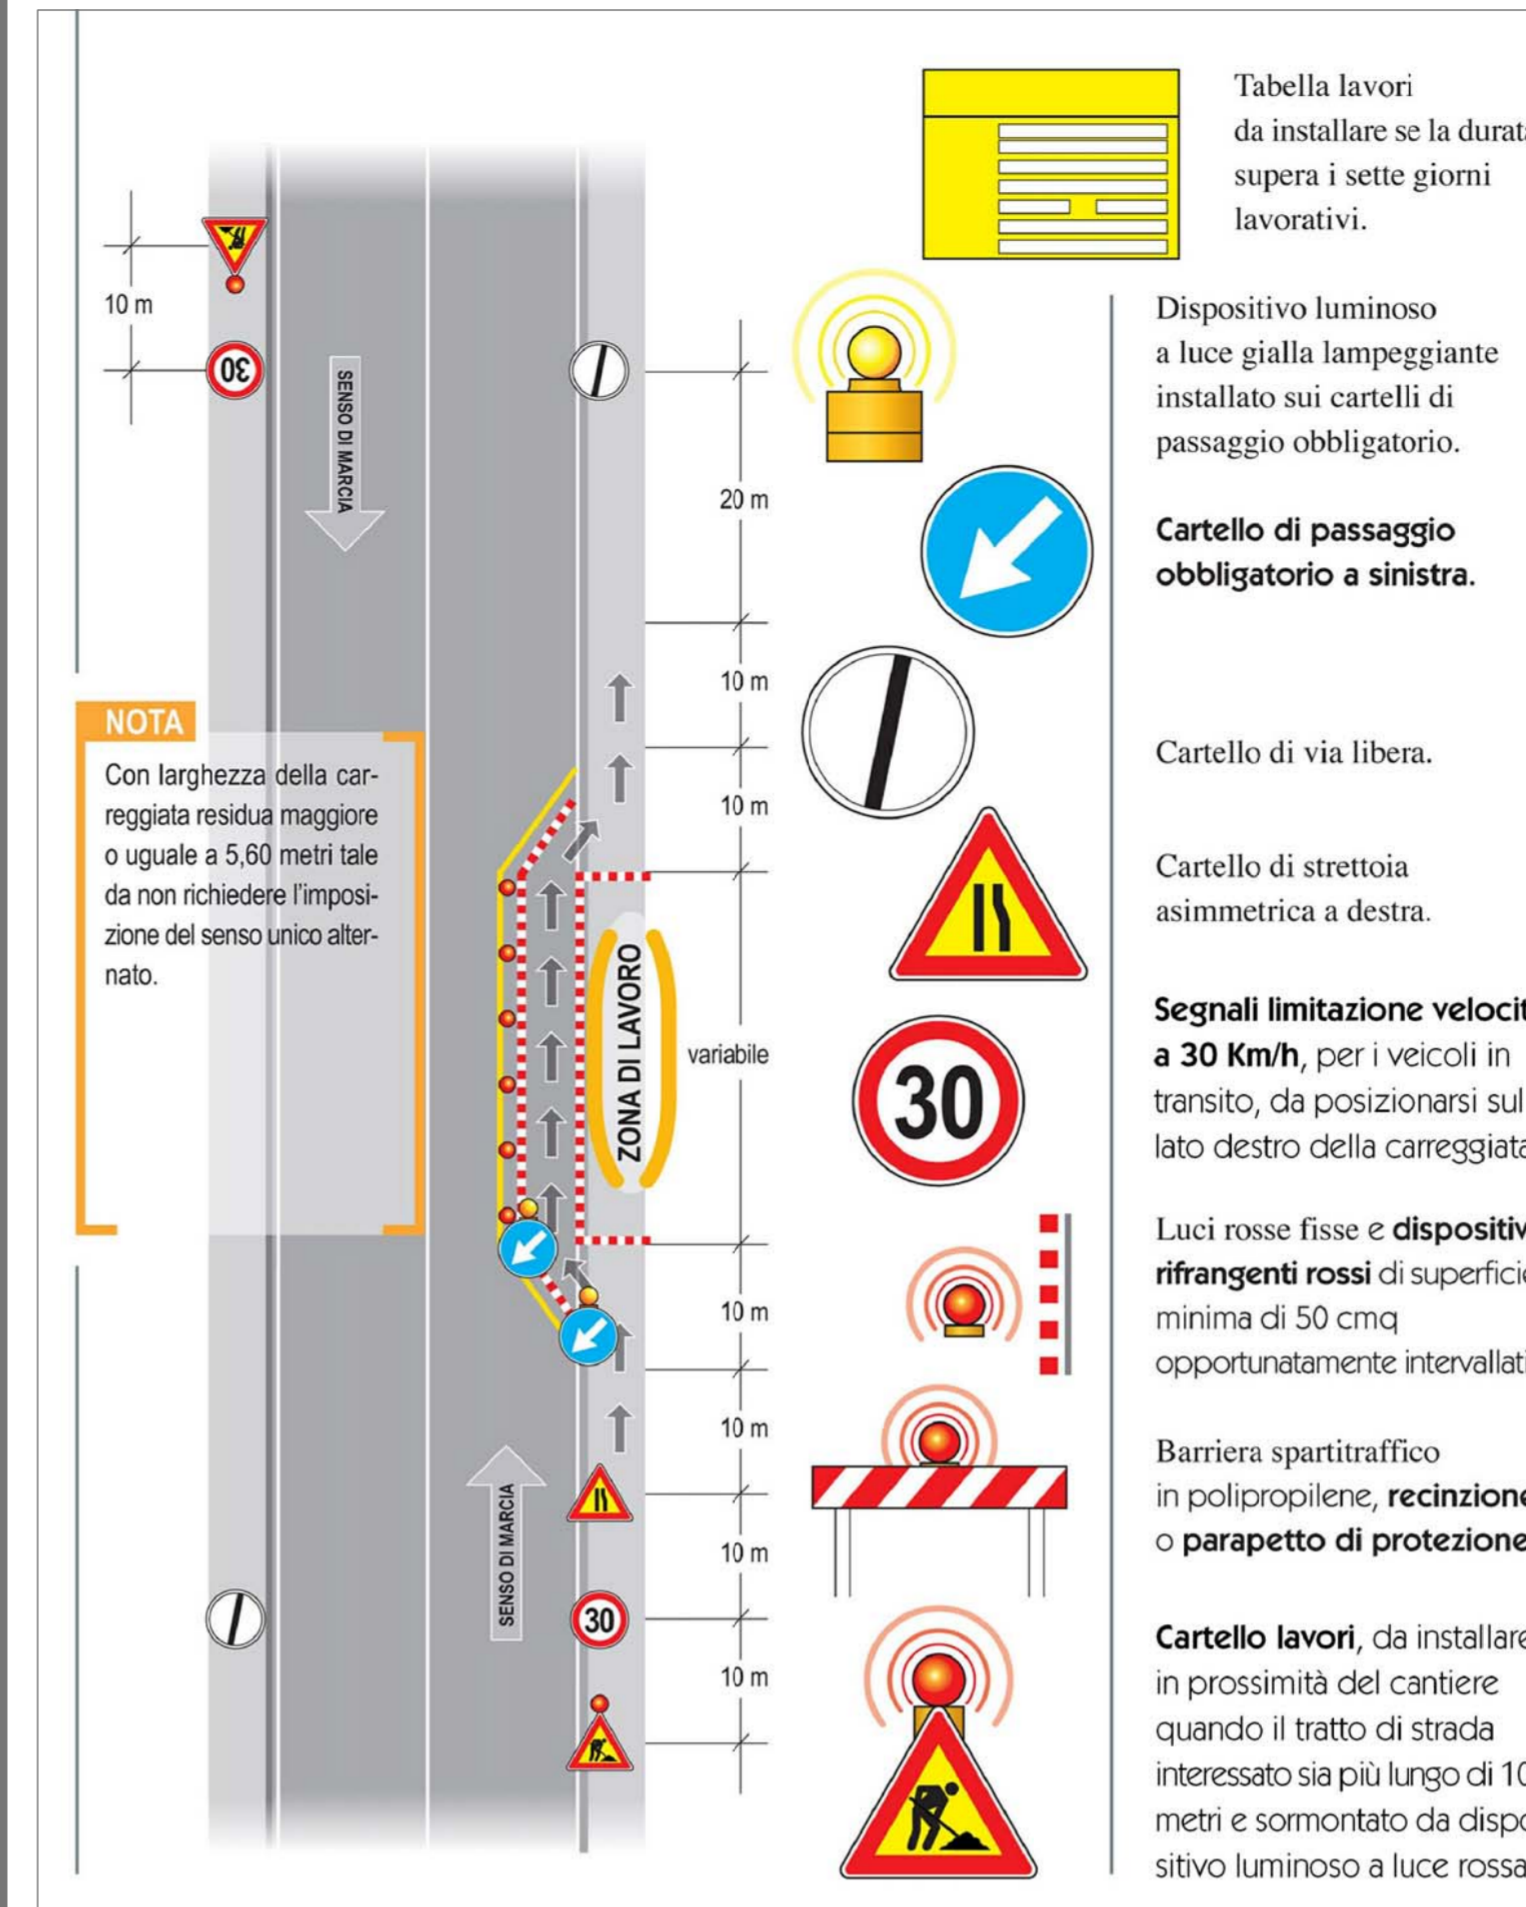 Tabella lavori
da installare se la durata
supera i sette giorni
lavorativi.
Dispositivo luminoso
a luce gialla lampeggiante
installato sui cartelli di
passaggio obbligatorio.
Cartello di passaggio
obbligatorio a sinistra.
Cartello di via libera.
Cartello di strettoia
asimmetrica a destra.
Segnali limitazione
a 30 Km/h, per i veicoli in
transito, da posizionarsi sul
lato destro della carreggiata
Luci rosse fisse e
rifrangenti rossi di superficie
minima di 50 cmq
opportunatamente intervallati
Barriera spartitraffico
in polipropilene, recinzione
o parapetto di protezione
Cartello lavori, da installare
in prossimità del cantiere
quando il tratto di strada
interessato sia più lungo di
metri e sormontato da
sitivo luminoso a luce rossa
10 m
30
SENSO DI MARCIA
20 m
10 m
10 m
variabile
10 m
10 m
10 m
10 m
NOTA
Con larghezza della car-
reggiata residua maggiore
o uguale a 5,60 metri tale
da non richiedere l'imposi-
zione del senso unico alter-
nato.
ZONA DI LAVORO
SENSO DI MARCIA
30
30